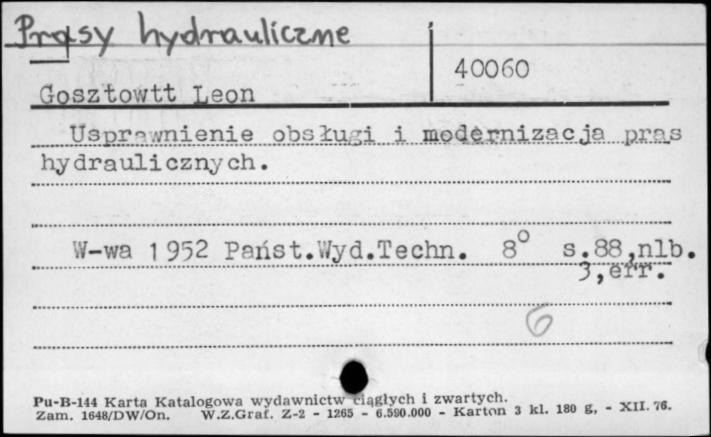 Prasy hydrauliczne
40060
Gosztowtt Leon
Usprawnienie obsługi i modernizacja pras
hydraulicznych.
W-wa 1952 Państ.Wyd.Techn. 8° s.88,nlb.
3,err.
6
Pu-B-144 Karta Katalogowa wydawnictw ciągłych i zwartych.
Zam. 1648/DW/On. W.Z.Graf. Z-2 - 1265 - 6.590.000 - Karton 3 kl. 180 g, - XII. 76.